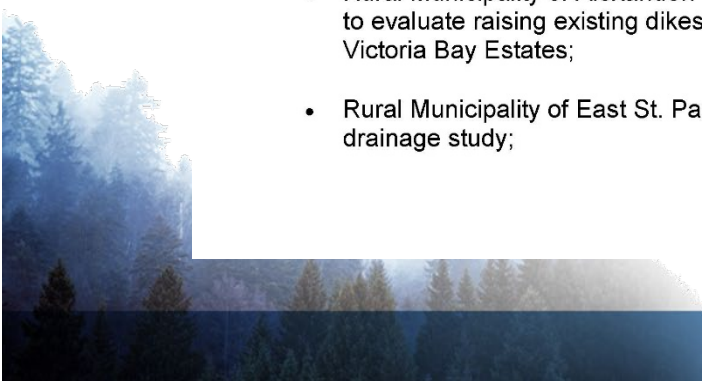 to evaluate raising existing dikes
Victoria Bay Estates;
• Rural Municipality of East St. Pa
drainage study;